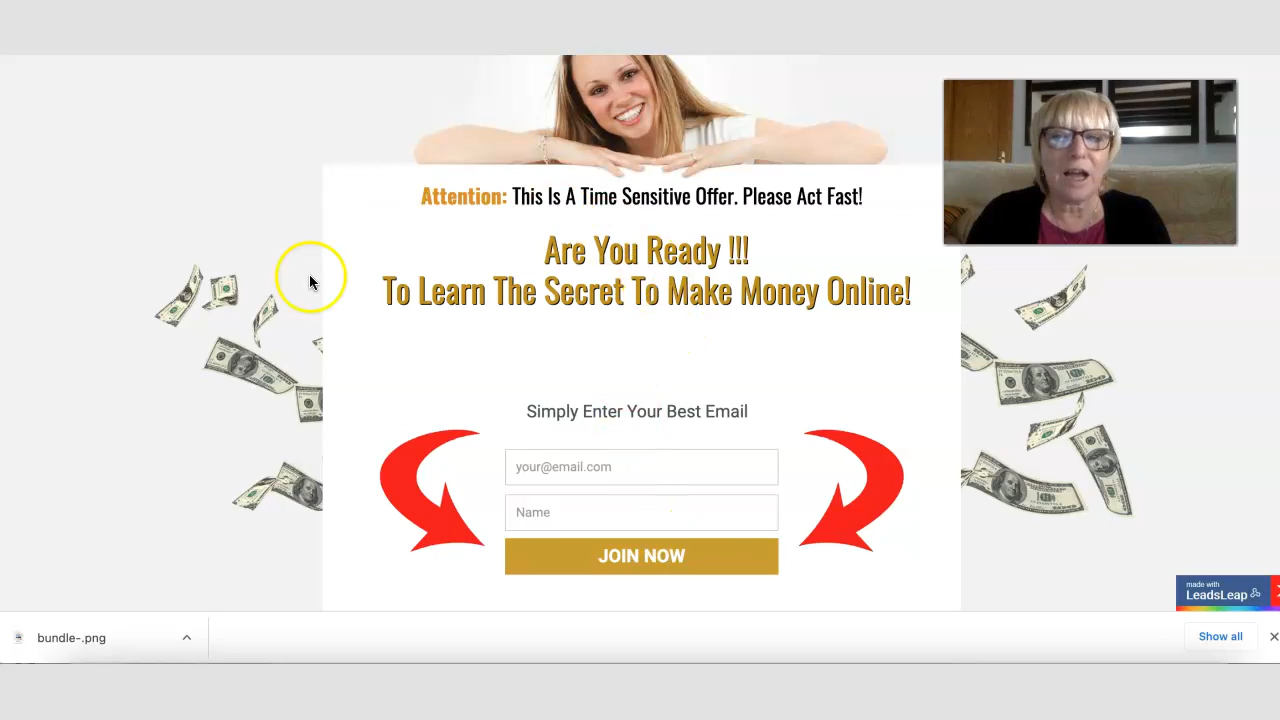 Attention: This Is A Time Sensitive Offer. Please Act Fast!
Are You Ready !!!
To Learn The Secret To Make Money Online!
Simply Enter Your Best Email
your@email.com
Name
JOIN NOW
made with
LeadsLeap
bundle-.png
Show all